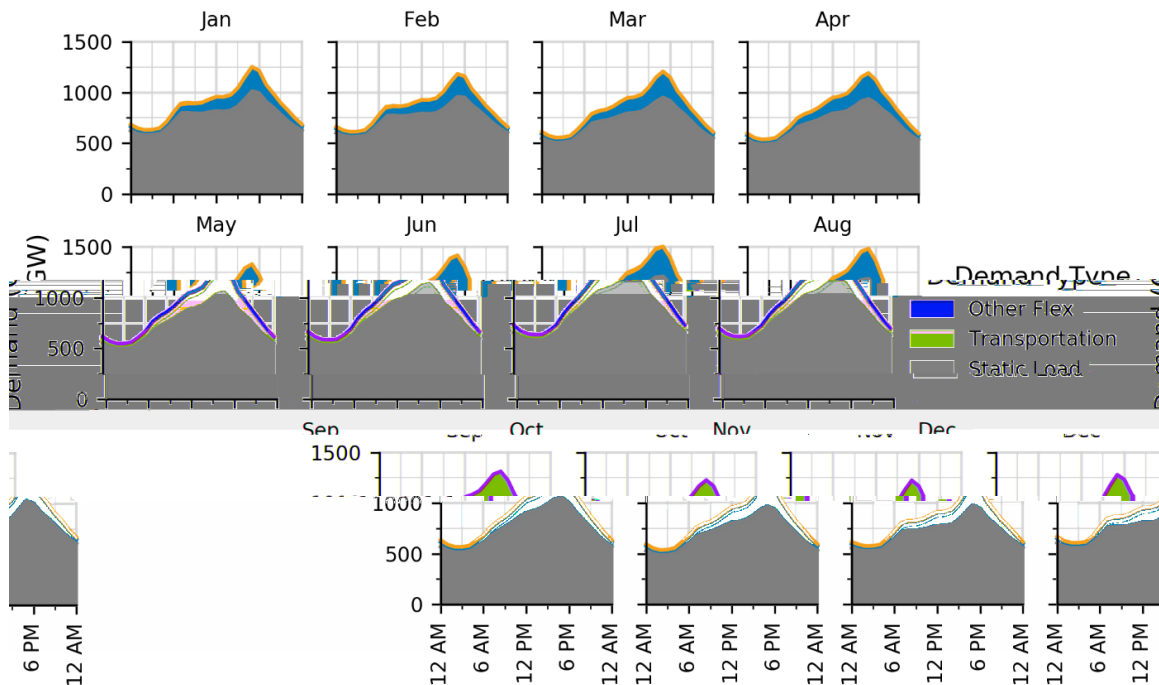 Jan Feb Mar Apr
1500
1000
500
0
May Jun Jul Aug
1500
GW)
Demand Type
1000
Other Flex
Transportation
500
Static Load
0
Sep Oct Nov Dec
1500
1000
500
0
6 PM 12 AM 12 AM 6 AM 12 PM 6 PM 12 AM 12 AM 6 AM 12 PM 6 PM 12 AM 12 AM 6 AM 12 PM 6 PM 12 AM 12 AM 6 AM 12 PM